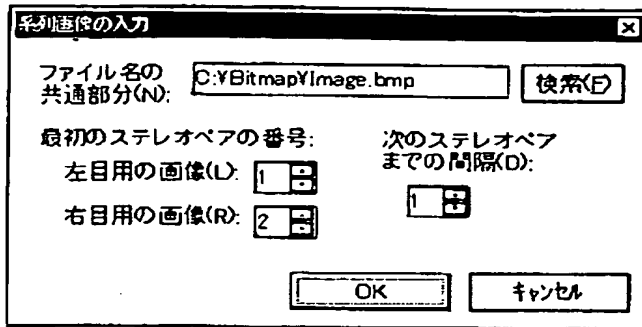 系列画像の入力
ファイル名の
共通部分(N):
C:¥Bitmap¥Image.bmp
検索(F)
最初のステレオペアの番号:
左目用の画像(L): 1
右目用の画像(R): 2
次のステレオペア
までの間隔(D):
1
OK
キャンセル